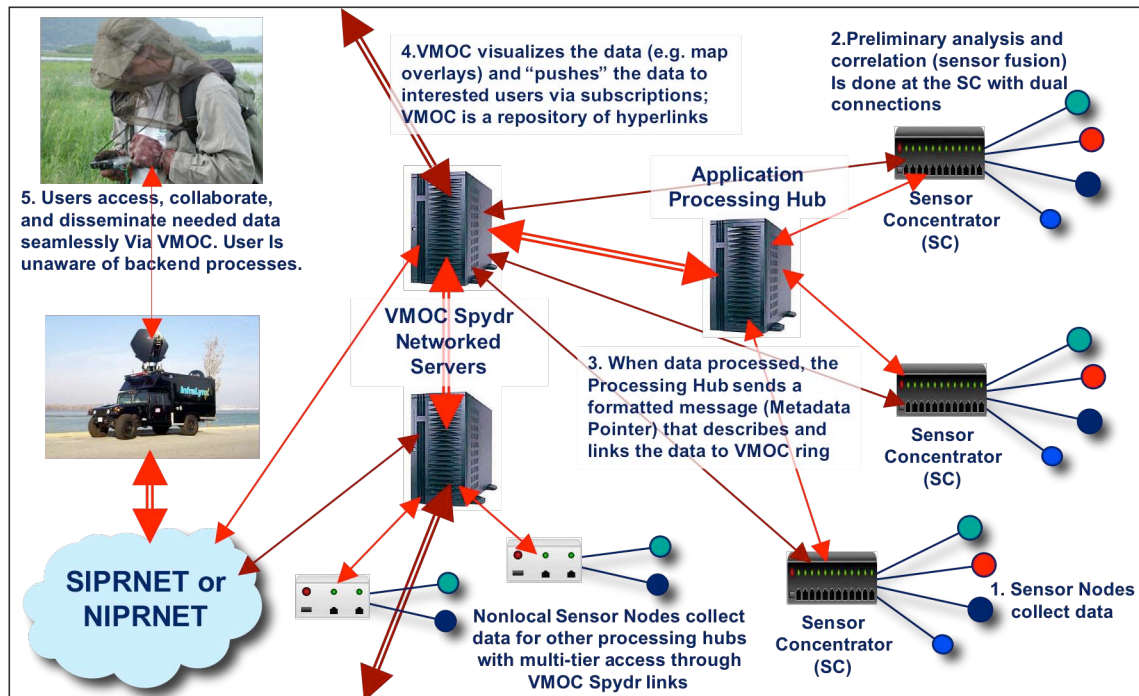 4.VMOC visualizes the data (e.g. map
overlays) and “pushes” the data to
interested users via subscriptions;
VMOC is a repository of hyperlinks
2.Preliminary analysis and
correlation (sensor fusion)
Is done at the SC with dual
connections
5. Users access, collaborate,
and disseminate needed data
seamlessly Via VMOC. User Is
unaware of backend processes.
Application
Processing Hub
Sensor
Concentrator
(SC)
VMOC Spydr
Networked
Servers
3. When data processed, the
Processing Hub sends a
formatted message (Metadata
Pointer) that describes and
links the data to VMOC ring
Sensor
Concentrator
(SC)
SIPRNET or
NIPRNET
Nonlocal Sensor Nodes collect
data for other processing hubs
with multi-tier access through
VMOC Spydr links
Sensor
Concentrator
(SC)
1. Sensor Nodes
collect data